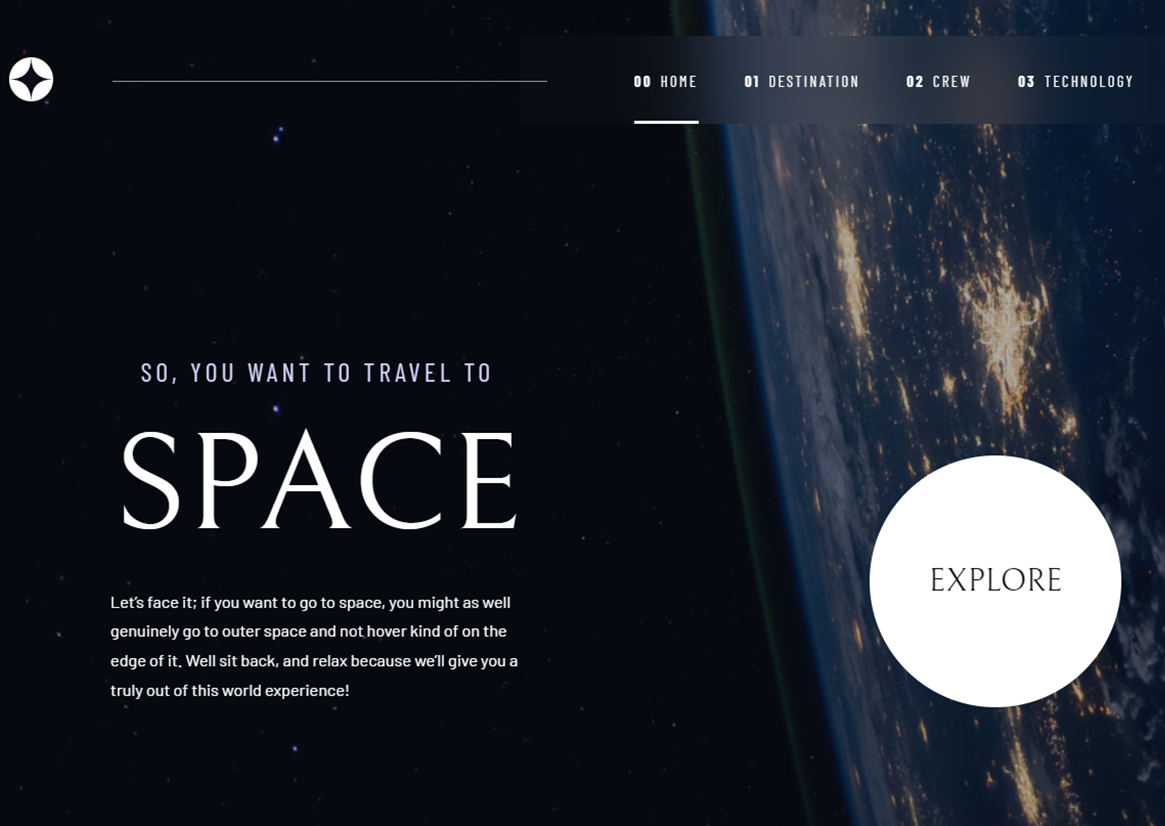 00 HOME 01 DESTINATION 02 CREW 03 TECHNOLOGY
SO, YOU WANT TO TRAVEL TO
SPACE
Let’s face it; if you want to go to space, you might as well
genuinely go to outer space and not hover kind of on the
edge of it. Well sit back, and relax because we’ll give you a
truly out of this world experience!
EXPLORE